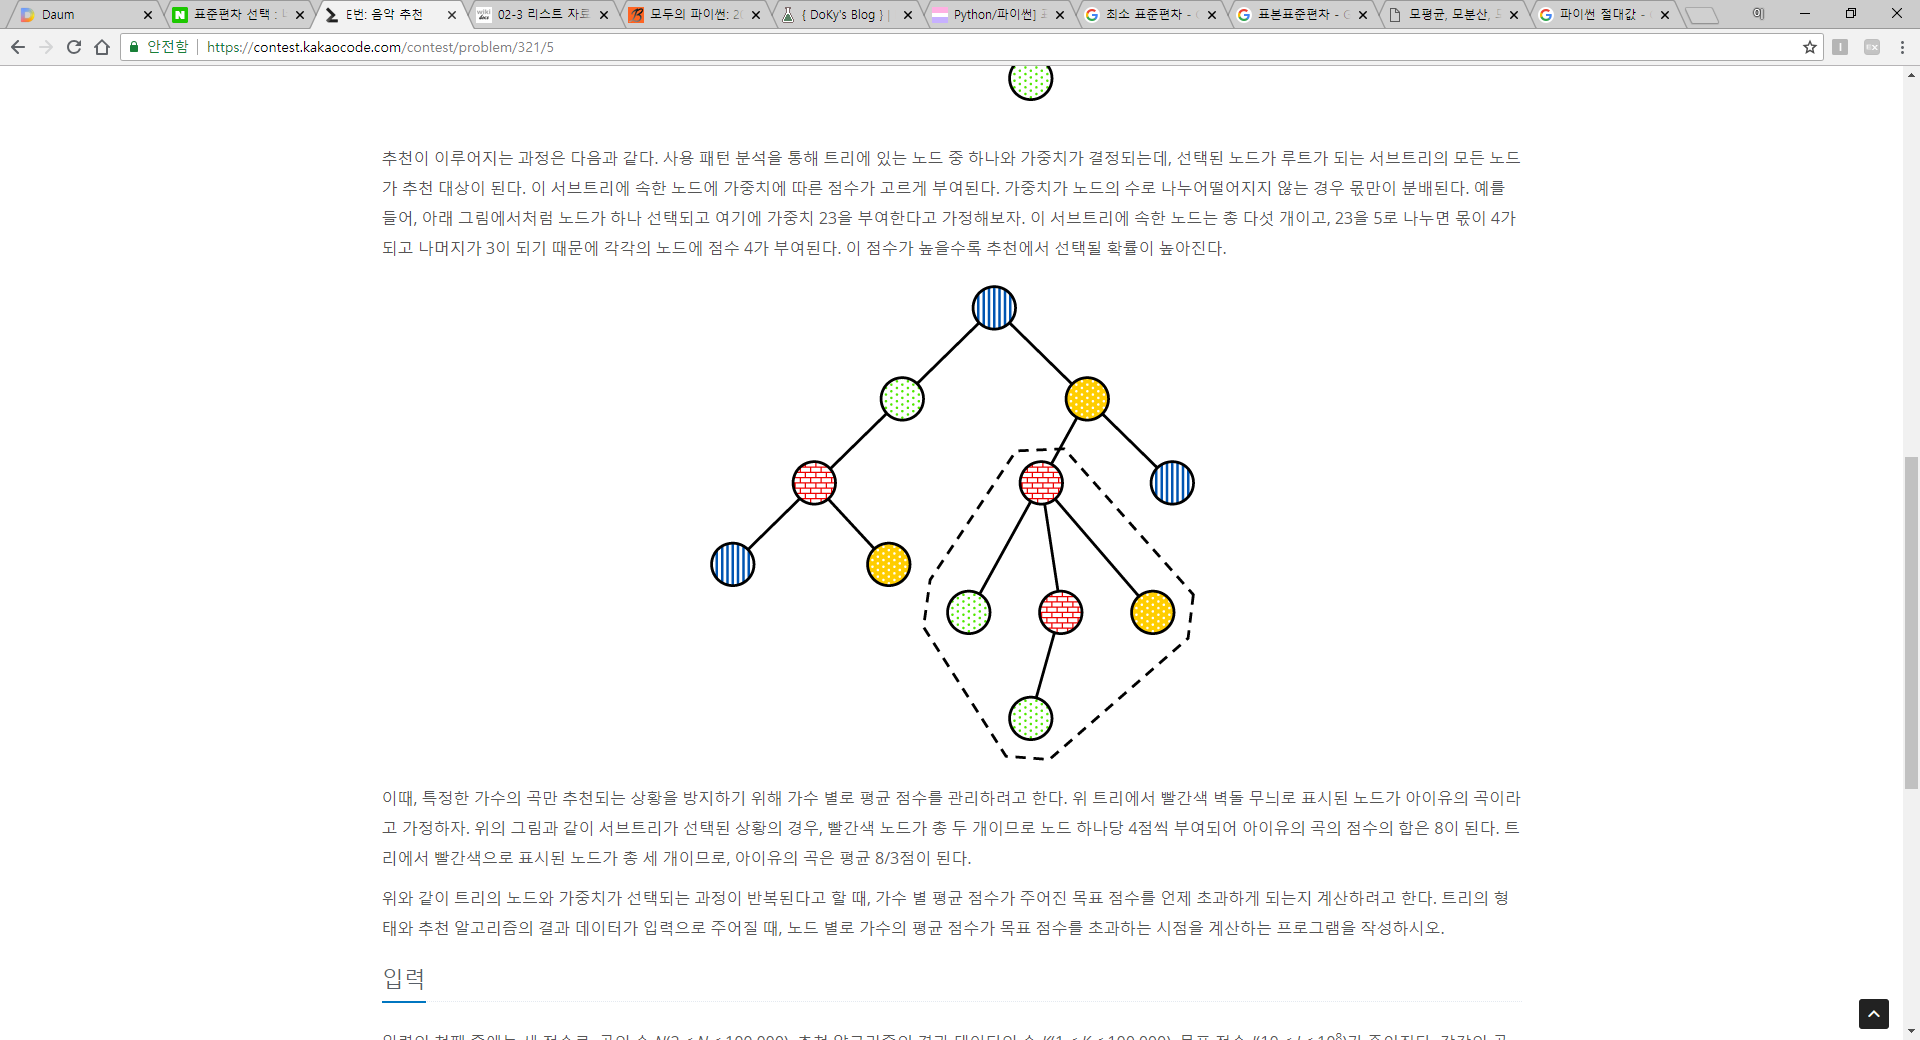 Daum
표준편차 선택 : 
E번: 음악 추천
02-3 리스트 자료
모두의 파이썬: 2
{ DoKy's Blog } |
Python/파이썬]
최소 표준편차 -
표본표준편차 -
모평균, 모분산,
파이썬 절대값 -
안전함 https://contest.kakaocode.com/contest/problem/321/5
추천이 이루어지는 과정은 다음과 같다. 사용 패턴 분석을 통해 트리에 있는 노드 중 하나와 가중치가 결정되는데, 선택된 노드가 루트가 되는 서브트리의 모든 노드
가 추천 대상이 된다. 이 서브트리에 속한 노드에 가중치에 따른 점수가 고르게 부여된다. 가중치가 노드의 수로 나누어떨어지지 않는 경우 몫만이 분배된다. 예를
들어, 아래 그림에서처럼 노드가 하나 선택되고 여기에 가중치 23을 부여한다고 가정해보자. 이 서브트리에 속한 노드는 총 다섯 개이고, 23을 5로 나누면 몫이 4가
되고 나머지가 3이 되기 때문에 각각의 노드에 점수 4가 부여된다. 이 점수가 높을수록 추천에서 선택될 확률이 높아진다.
이때, 특정한 가수의 곡만 추천되는 상황을 방지하기 위해 가수 별로 평균 점수를 관리하려고 한다. 위 트리에서 빨간색 벽돌 무늬로 표시된 노드가 아이유의 곡이라
고 가정하자. 위의 그림과 같이 서브트리가 선택된 상황의 경우, 빨간색 노드가 총 두 개이므로 노드 하나당 4점씩 부여되어 아이유의 곡의 점수의 합은 8이 된다. 트
리에서 빨간색으로 표시된 노드가 총 세 개이므로, 아이유의 곡은 평균 8/3점이 된다.
위와 같이 트리의 노드와 가중치가 선택되는 과정이 반복된다고 할 때, 가수 별 평균 점수가 주어진 목표 점수를 언제 초과하게 되는지 계산하려고 한다. 트리의 형
태와 추천 알고리즘의 결과 데이터가 입력으로 주어질 때, 노드 별로 가수의 평균 점수가 목표 점수를 초과하는 시점을 계산하는 프로그램을 작성하시오.
입력